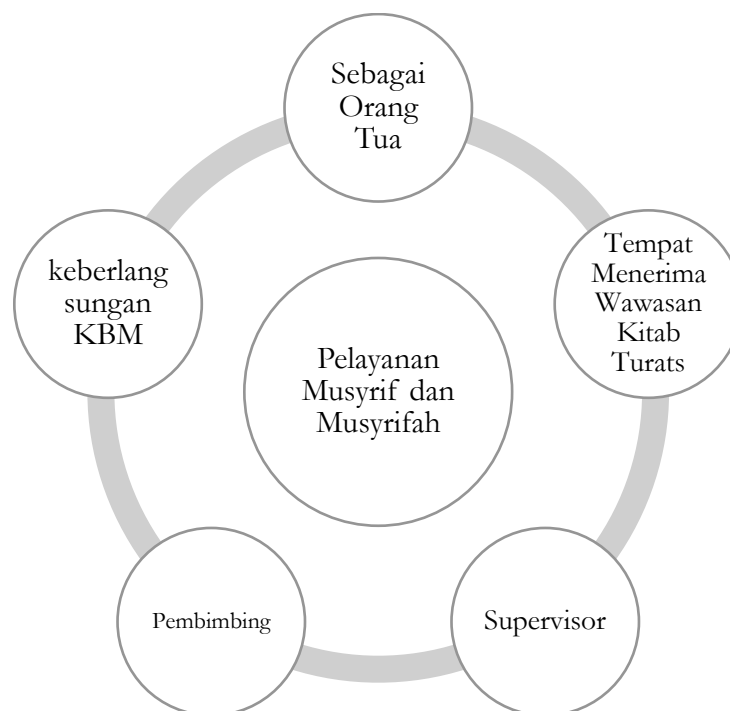 Sebagai
Orang
Tua
Tempat
Menerima
Wawasan
Kitab
Turats
Supervisor
Pembimbing
keberlang
sungan
KBM
Pelayanan
Musyrif dan
Musyrifah